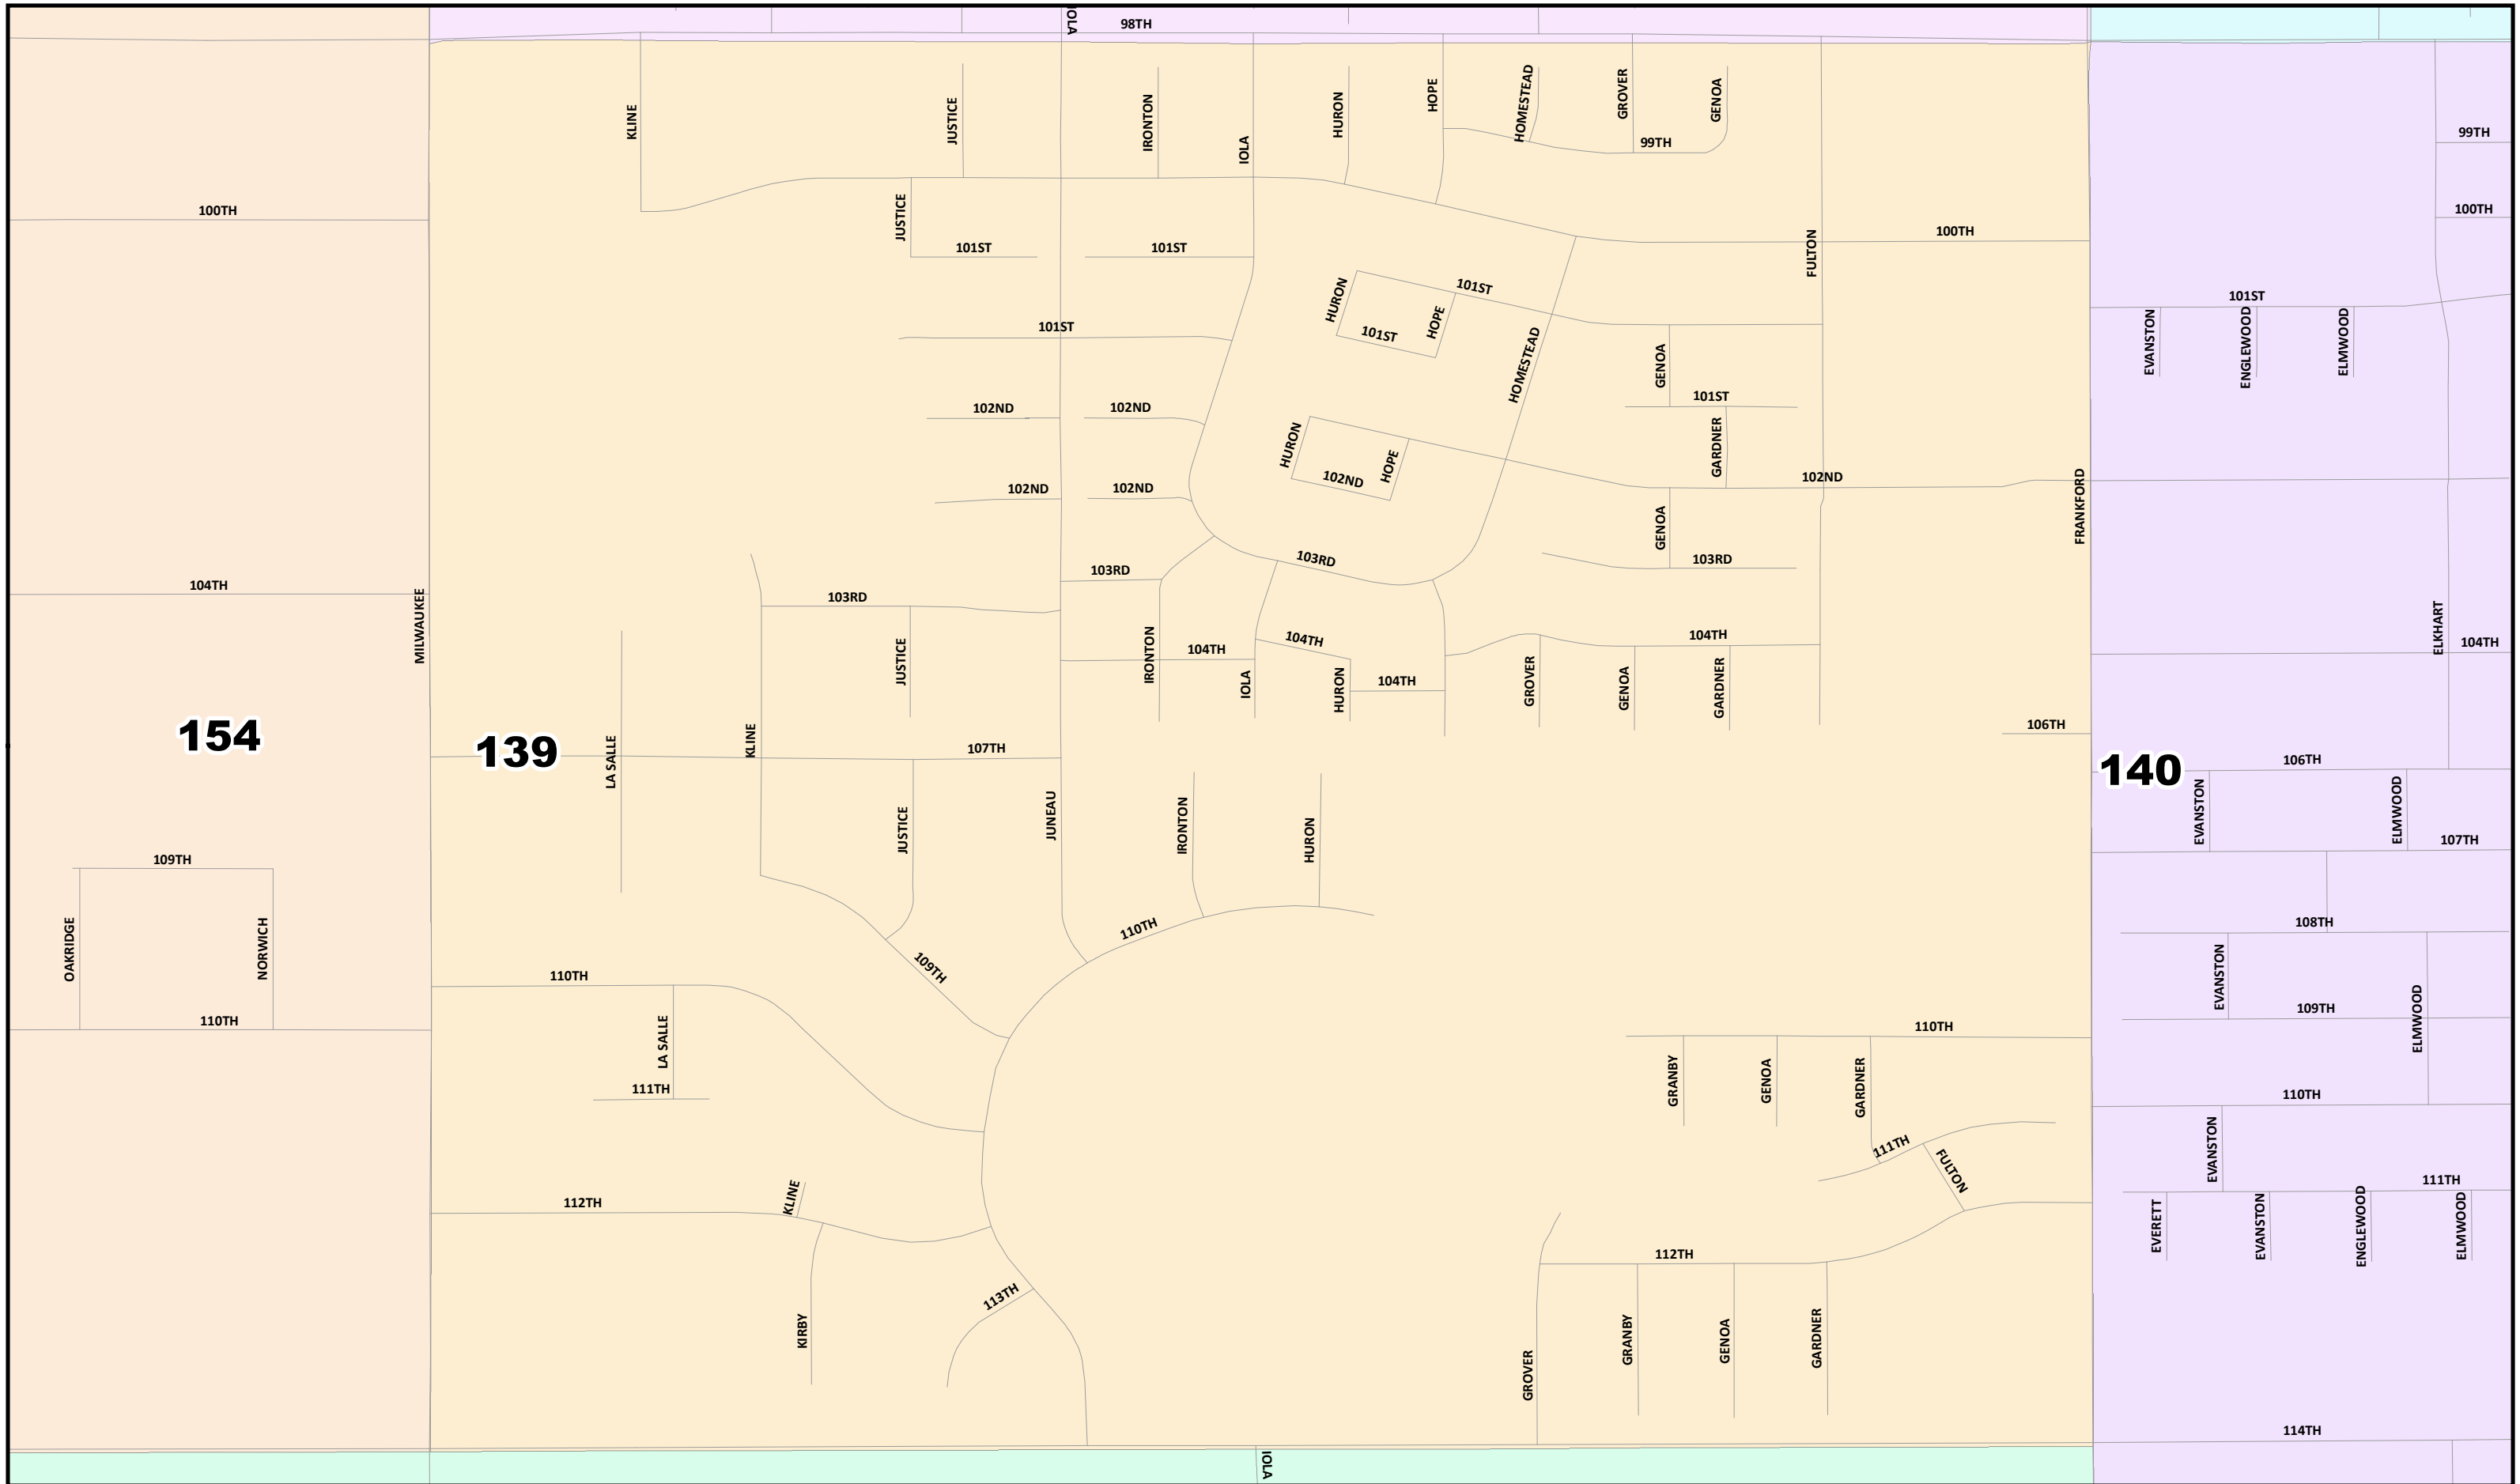 IOLA
98TH
KLINE
JUSTICE
IRONTON
IOLA
HURON
HOPE
HOMESTEAD
GROVER
GENOA
99TH
99TH
100TH
JUSTICE
101ST
101ST
FULTON
100TH
100TH
HURON
101ST
HOPE
101ST
101ST
HOMESTEAD
101ST
EVANSTON
ENGLEWOOD
ELMWOOD
GENOA
101ST
102ND
102ND
HURON
HOPE
102ND
GARDNER
102ND
102ND
102ND
GENOA
FRANKFORD
103RD
103RD
103RD
103RD
104TH
MILWAUKEE
JUSTICE
IRONTON
104TH
104TH
IOLA
HURON
104TH
104TH
GROVER
GENOA
GARDNER
ELKHART
104TH
154
139
LA SALLE
KLINE
107TH
106TH
140
106TH
JUSTICE
JUNEAU
IRONTON
HURON
EVANSTON
ELMWOOD
107TH
109TH
OAKRIDGE
NORWICH
110TH
109TH
110TH
110TH
108TH
EVANSTON
109TH
ELMWOOD
LA SALLE
111TH
110TH
GRANBY
GENOA
GARDNER
111TH
FULTON
110TH
EVANSTON
111TH
112TH
KLINE
KIRBY
113TH
112TH
GROVER
GRANBY
GENOA
GARDNER
EVERETT
EVANSTON
ENGLEWOOD
ELMWOOD
114TH
IOLA